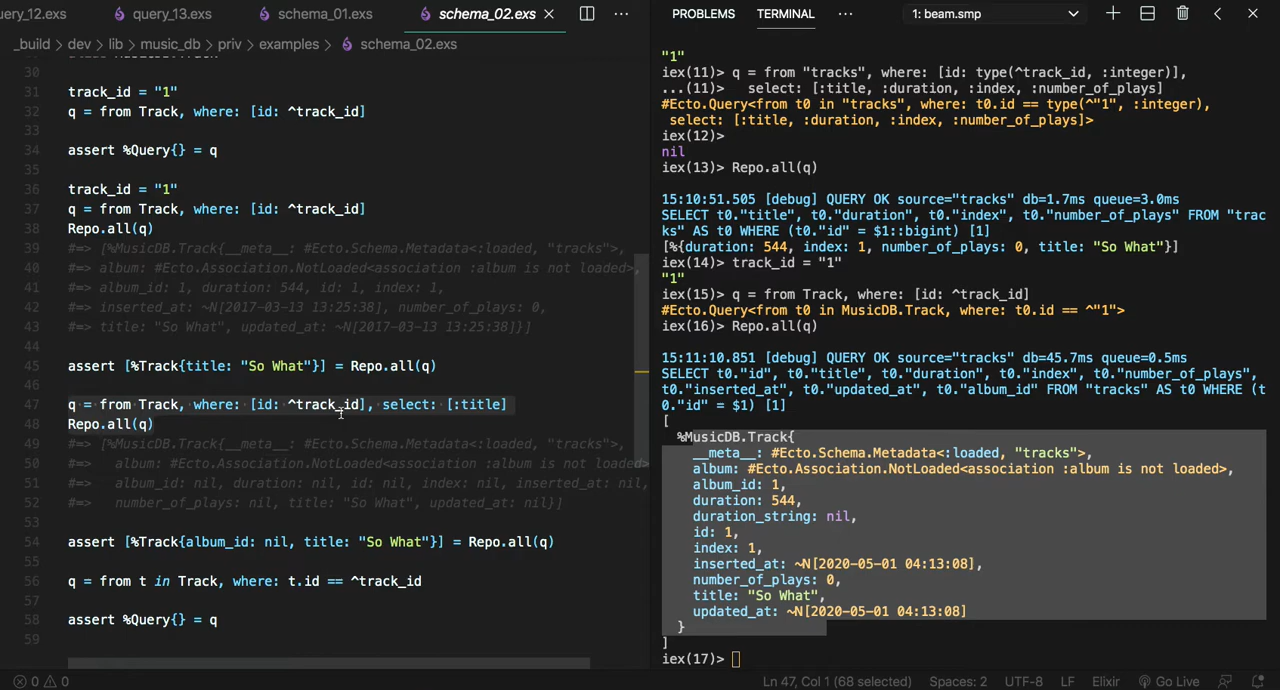 ery_12.exs query_13.exs schema_01.exs schema_02.exs ···
_build > dev > lib > music_db > priv > examples > schema_02.exs
30
31 track_id = "1"
32 q = from Track, where: [id: ^track_id]
33
34 assert %Query{} = q
35
36 track_id = "1"
37 q = from Track, where: [id: ^track_id]
38 Repo.all(q)
39 #=> [%MusicDB.Track{__meta__: #Ecto.Schema.Metadata<:loaded, "tracks">,
40 #=> album: #Ecto.Association.NotLoaded<association :album is not loaded>,
41 #=> album_id: 1, duration: 544, id: 1, index: 1,
42 #=> inserted_at: ~N[2017-03-13 13:25:38], number_of_plays: 0,
43 #=> title: "So What", updated_at: ~N[2017-03-13 13:25:38]}]
44
45 assert [%Track{title: "So What"}] = Repo.all(q)
46
47 q = from Track, where: [id: ^track_id], select: [:title]
48 Repo.all(q)
49 #=> [%MusicDB.Track{__meta__: #Ecto.Schema.Metadata<:loaded, "tracks">,
50 #=>   album: #Ecto.Association.NotLoaded<association :album is not loaded>
51 #=>   album_id: nil, duration: nil, id: nil, index: nil, inserted_at: nil,
52 #=>   number_of_plays: nil, title: "So What", updated_at: nil}]
53
54 assert [%Track{album_id: nil, title: "So What"}] = Repo.all(q)
55
56 q = from t in Track, where: t.id == ^track_id
57
58 assert %Query{} = q
59
PROBLEMS TERMINAL ··· 1: beam.smp
"1"
iex(11)> q = from "tracks", where: [id: type(^track_id, :integer)],
...(11)>   select: [:title, :duration, :index, :number_of_plays]
#Ecto.Query<from t0 in "tracks", where: t0.id == type(^"1", :integer),
 select: [:title, :duration, :index, :number_of_plays]>
iex(12)>
nil
iex(13)> Repo.all(q)
15:10:51.505 [debug] QUERY OK source="tracks" db=1.7ms queue=3.0ms
SELECT t0."title", t0."duration", t0."index", t0."number_of_plays" FROM "trac
ks" AS t0 WHERE (t0."id" = $1::bigint) [1]
[%{duration: 544, index: 1, number_of_plays: 0, title: "So What"}]
iex(14)> track_id = "1"
"1"
iex(15)> q = from Track, where: [id: ^track_id]
#Ecto.Query<from t0 in MusicDB.Track, where: t0.id == ^"1">
iex(16)> Repo.all(q)
15:11:10.851 [debug] QUERY OK source="tracks" db=45.7ms queue=0.5ms
SELECT t0."id", t0."title", t0."duration", t0."index", t0."number_of_plays",
t0."inserted_at", t0."updated_at", t0."album_id" FROM "tracks" AS t0 WHERE (t
0."id" = $1) [1]
[
  %MusicDB.Track{
    __meta__: #Ecto.Schema.Metadata<:loaded, "tracks">,
    album: #Ecto.Association.NotLoaded<association :album is not loaded>,
    album_id: 1,
    duration: 544,
    duration_string: nil,
    id: 1,
    index: 1,
    inserted_at: ~N[2020-05-01 04:13:08],
    number_of_plays: 0,
    title: "So What",
    updated_at: ~N[2020-05-01 04:13:08]
  }
]
iex(17)>
0 0 Ln 47, Col 1 (68 selected) Spaces: 2 UTF-8 LF Elixir Go Live